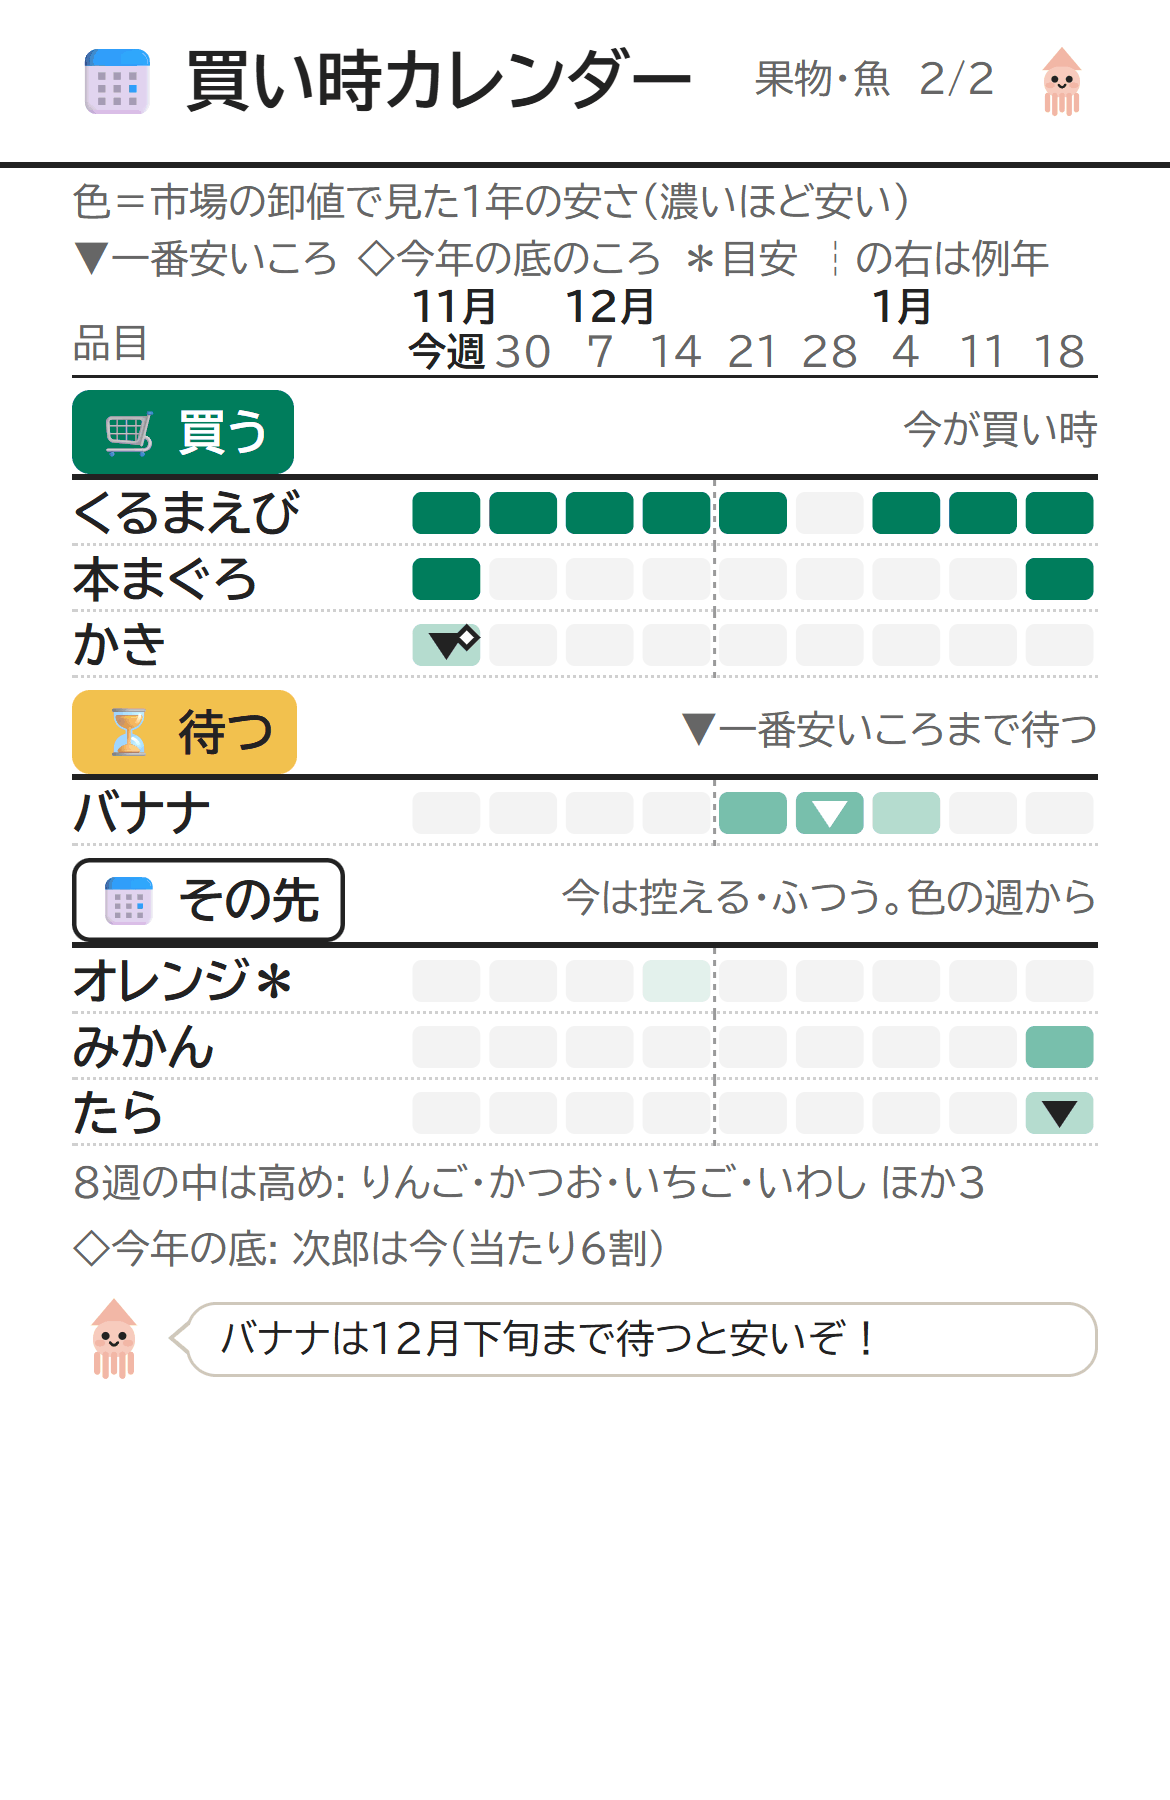 買い時カレンダー 果物・魚 2/2
色＝市場の卸値で見た1年の安さ（濃いほど安い）
▼一番安いころ ◇今年の底のころ ＊目安 ┊の右は例年
11月 12月 1月
品目 今週 30 7 14 21 28 4 11 18
買う 今が買い時
くるまえび
本まぐろ
かき
待つ ▼一番安いころまで待つ
バナナ
その先 今は控える・ふつう。色の週から
オレンジ＊
みかん
たら
8週の中は高め: りんご・かつお・いちご・いわし ほか3
◇今年の底: 次郎は今（当たり6割）
バナナは12月下旬まで待つと安いぞ！